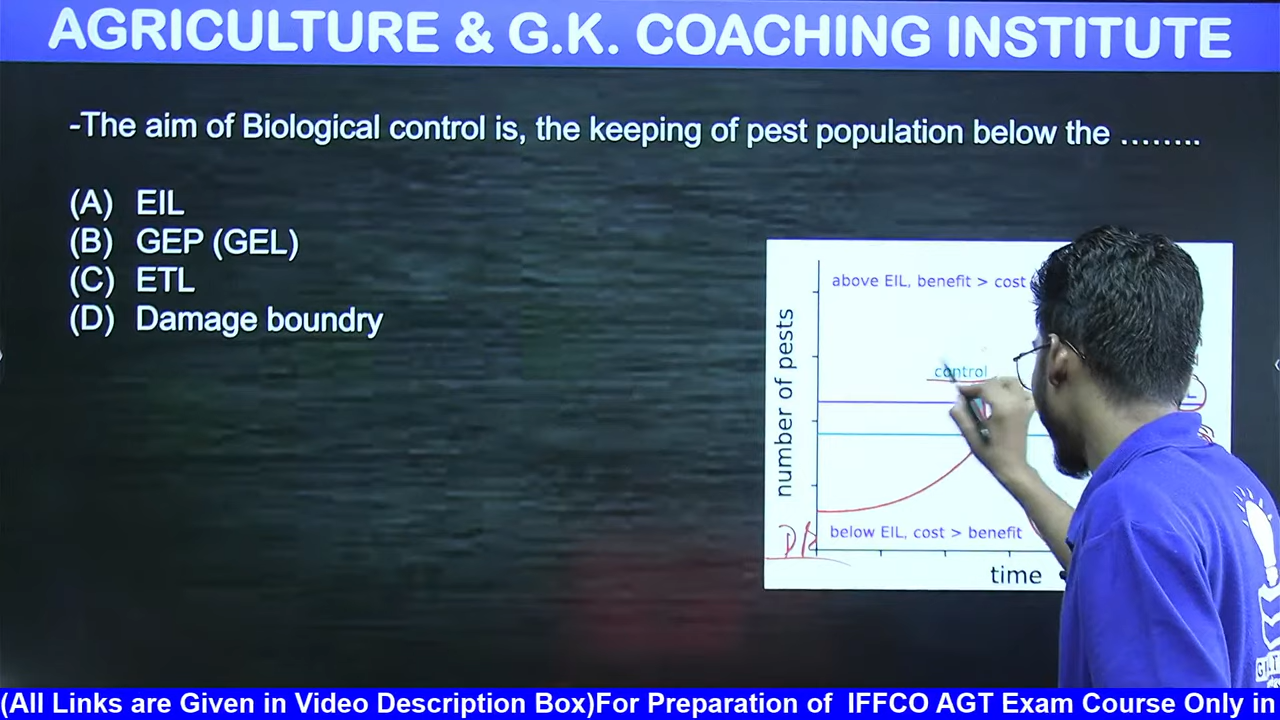 AGRICULTURE & G.K. COACHING INSTITUTE
-The aim of Biological control is, the keeping of pest population below the ........
(A) EIL
(B) GEP (GEL)
(C) ETL
(D) Damage boundry
above EIL, benefit > cost
control
number of pests
below EIL, cost > benefit
DB
time
(All Links are Given in Video Description Box)For Preparation of IFFCO AGT Exam Course Only in